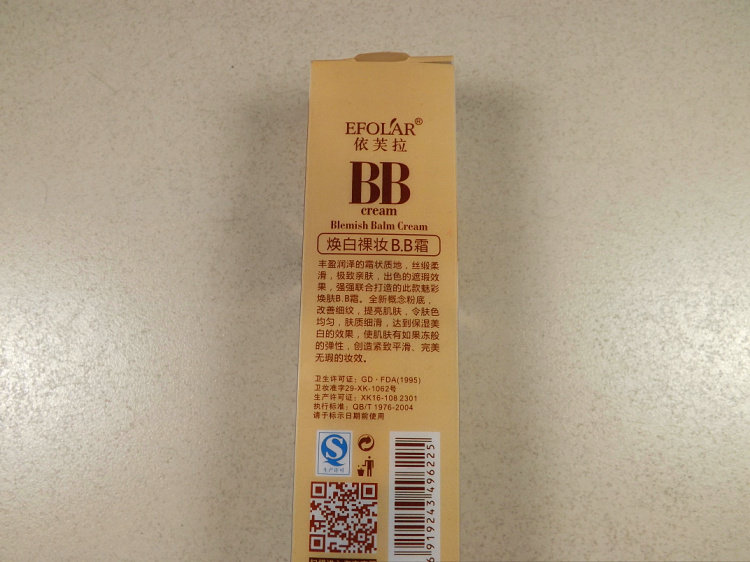 EFOLAR®
依芙拉
BB
cream
Blemish Balm Cream
焕白裸妆B.B霜
丰盈润泽的霜状质地，丝缎柔
滑，极致亲肤，出色的遮瑕效
果，强强联合打造的此款魅彩
焕肤B.B霜。全新概念粉底，
改善细纹，提亮肌肤，令肤色
均匀，肤质细滑，达到保湿美
白的效果，使肌肤有如果冻般
的弹性，创造紧致平滑、完美
无瑕的妆效。
卫生许可证：GD·FDA(1995)
卫妆准字29-XK-1062号
生产许可证：XK16-108 2301
执行标准：QB/T 1976-2004
请于标示日期前使用
生产许可
6919243496225